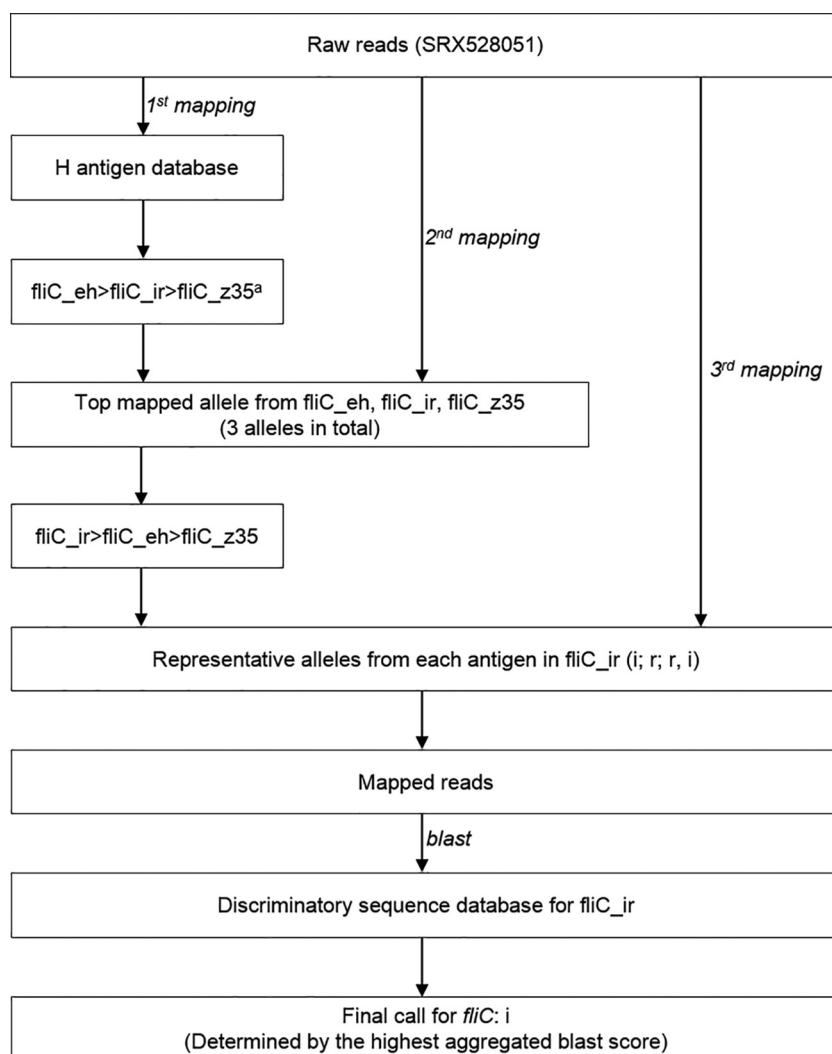 Raw reads (SRX528051)
1st mapping
H antigen database
2nd mapping
fliC_eh>fliC_ir>fliC_z35a
3rd mapping
Top mapped allele from fliC_eh, fliC_ir, fliC_z35
(3 alleles in total)
fliC_ir>fliC_eh>fliC_z35
Representative alleles from each antigen in fliC_ir (i; r; r, i)
Mapped reads
blast
Discriminatory sequence database for fliC_ir
Final call for fliC: i
(Determined by the highest aggregated blast score)